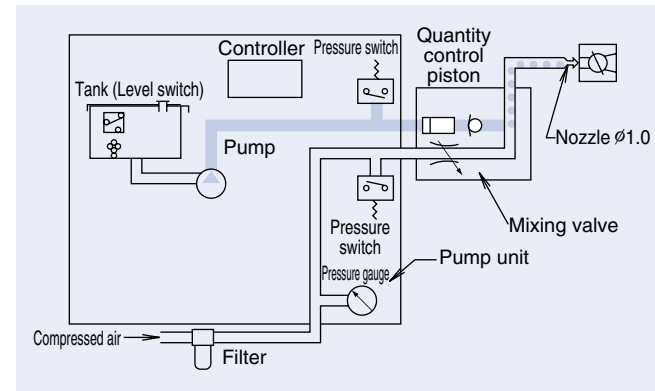 Controller
Pressure switch
Quantity
control
piston
Tank (Level switch)
Pump
Nozzle ⌀1.0
Pressure
switch
Mixing valve
Pump unit
Pressure gauge
Compressed air
Filter